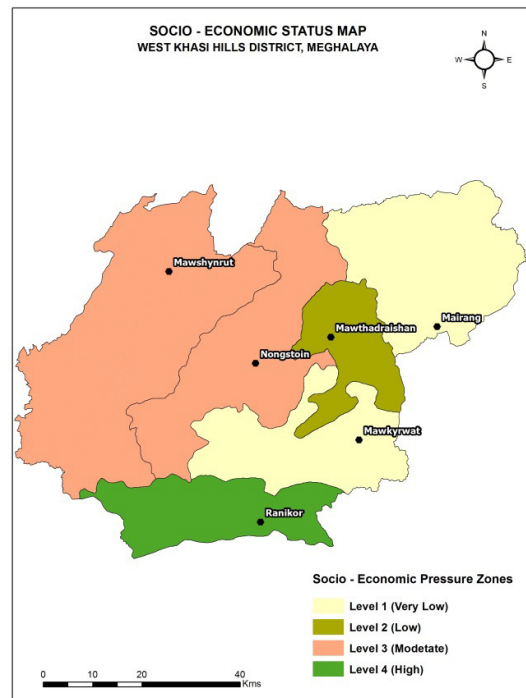 SOCIO - ECONOMIC STATUS MAP
WEST KHASI HILLS DISTRICT, MEGHALAYA
N
W
E
S
Mawshynrut
Mairang
Mawthadraishan
Nongstoin
Mawkyrwat
Ranikor
Socio - Economic Pressure Zones
Level 1 (Very Low)
Level 2 (Low)
Level 3 (Modetate)
Level 4 (High)
0 10 20 40
Kms